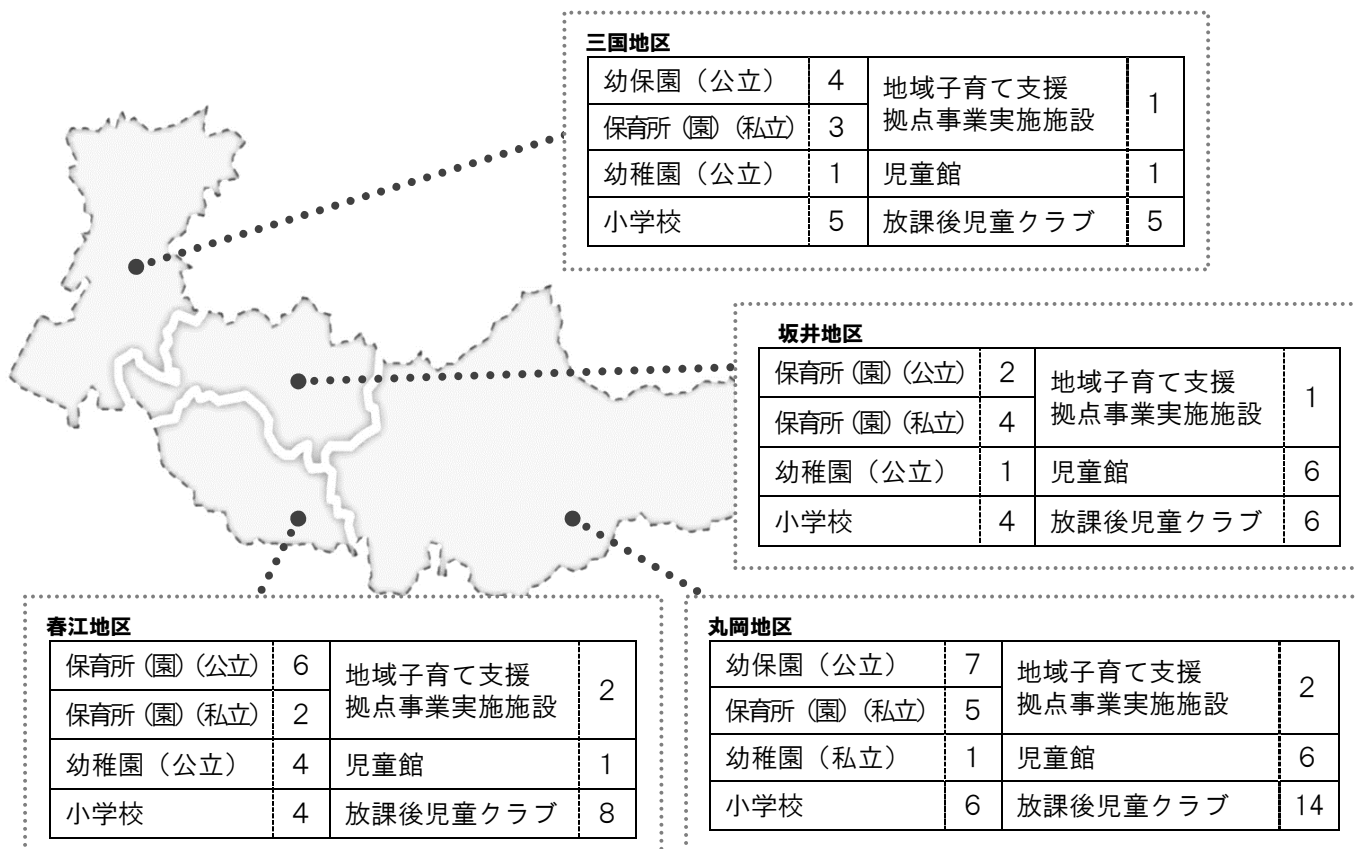 三国地区
幼保園（公立） 4 地域子育て支援
拠点事業実施施設 1
保育所（園）（私立） 3
幼稚園（公立） 1 児童館 1
小学校 5 放課後児童クラブ 5
坂井地区
保育所（園）（公立） 2 地域子育て支援
拠点事業実施施設 1
保育所（園）（私立） 4
幼稚園（公立） 1 児童館 6
小学校 4 放課後児童クラブ 6
春江地区
保育所（園）（公立） 6 地域子育て支援
拠点事業実施施設 2
保育所（園）（私立） 2
幼稚園（公立） 4 児童館 1
小学校 4 放課後児童クラブ 8
丸岡地区
幼保園（公立） 7 地域子育て支援
拠点事業実施施設 2
保育所（園）（私立） 5
幼稚園（私立） 1 児童館 6
小学校 6 放課後児童クラブ 14